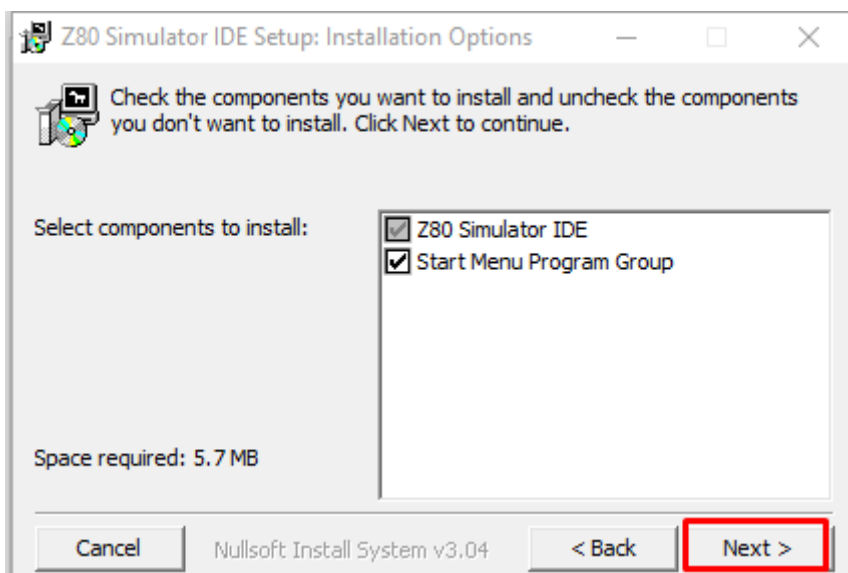 Z80 Simulator IDE Setup: Installation Options
Check the components you want to install and uncheck the components
you don't want to install. Click Next to continue.
Select components to install:
Z80 Simulator IDE
Start Menu Program Group
Space required: 5.7 MB
Cancel
Nullsoft Install System v3.04
< Back
Next >